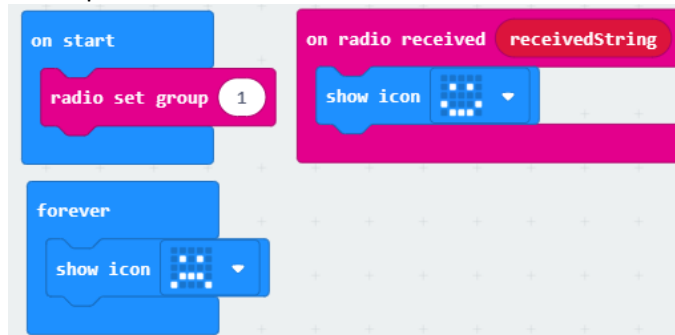 on start
radio set group 1
on radio received receivedString
show icon
forever
show icon